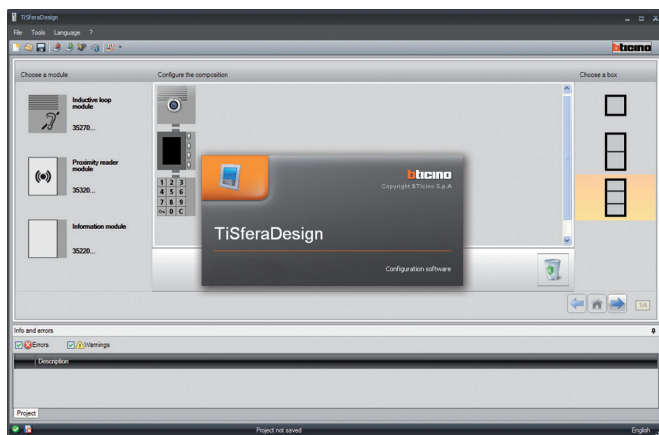 TiSferaDesign
File Tools Language ?
bticino
Choose a module
Configure the composition
Choose a box
Inductive loop
module
35270...
Proximity reader
module
35320...
Information module
35220...
1 2 3
4 5 6
7 8 9
0 C
bticino
Copyright BTicino S.p.A
TiSferaDesign
Configuration software
1/4
Info and errors
Errors Warnings
Description
Project
Project not saved
English